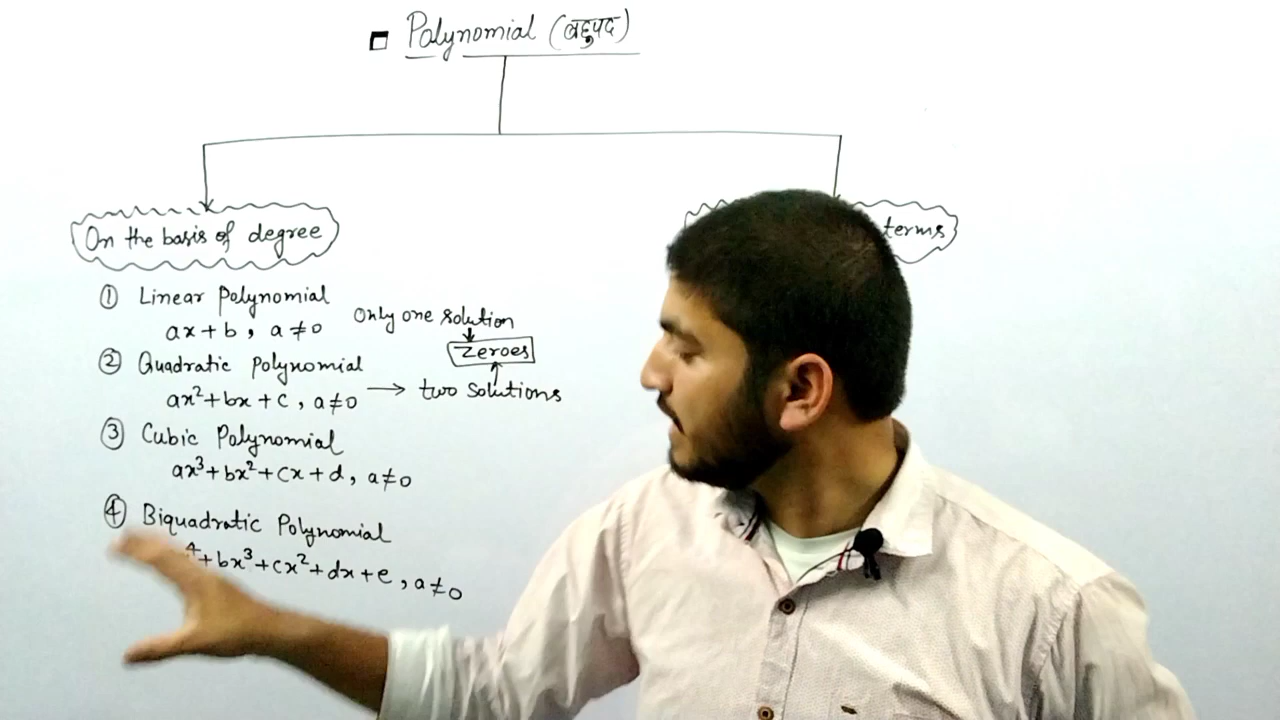 Polynomial (बहुपद)
On the basis of degree
terms
① Linear Polynomial
ax + b , a ≠ 0
Only one solution
Zeroes
② Quadratic Polynomial
ax² + bx + c , a ≠ 0 → two solutions
③ Cubic Polynomial
ax³ + bx² + cx + d , a ≠ 0
④ Biquadratic Polynomial
⁴ + bx³ + cx² + dx + e , a ≠ 0